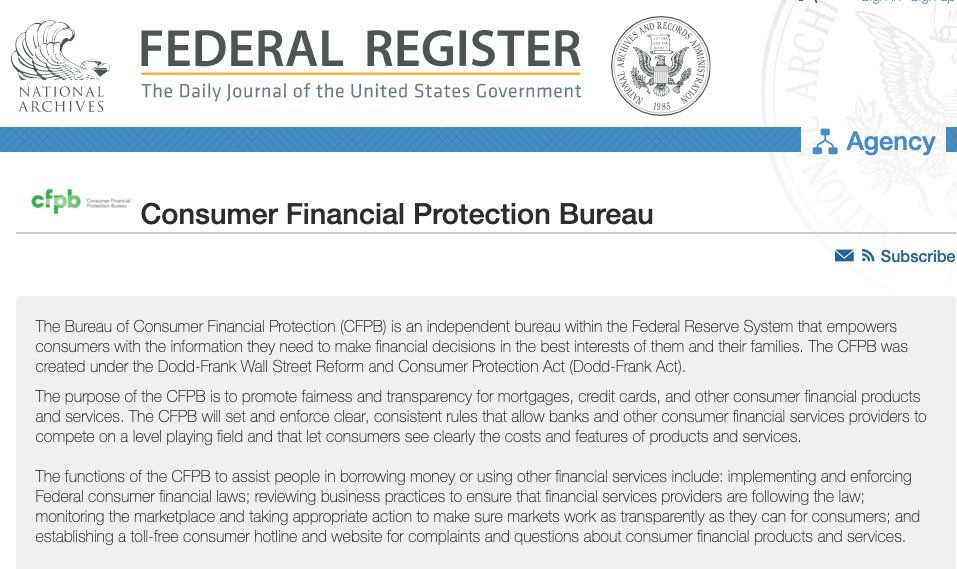 NATIONAL
ARCHIVES
FEDERAL REGISTER
The Daily Journal of the United States Government
NATIONAL ARCHIVES AND RECORDS ADMINISTRATION
1985
Agency
cfpb Consumer Financial
Protection Bureau
Consumer Financial Protection Bureau
Subscribe
The Bureau of Consumer Financial Protection (CFPB) is an independent bureau within the Federal Reserve System that empowers
consumers with the information they need to make financial decisions in the best interests of them and their families. The CFPB was
created under the Dodd-Frank Wall Street Reform and Consumer Protection Act (Dodd-Frank Act).
The purpose of the CFPB is to promote fairness and transparency for mortgages, credit cards, and other consumer financial products
and services. The CFPB will set and enforce clear, consistent rules that allow banks and other consumer financial services providers to
compete on a level playing field and that let consumers see clearly the costs and features of products and services.
The functions of the CFPB to assist people in borrowing money or using other financial services include: implementing and enforcing
Federal consumer financial laws; reviewing business practices to ensure that financial services providers are following the law;
monitoring the marketplace and taking appropriate action to make sure markets work as transparently as they can for consumers; and
establishing a toll-free consumer hotline and website for complaints and questions about consumer financial products and services.